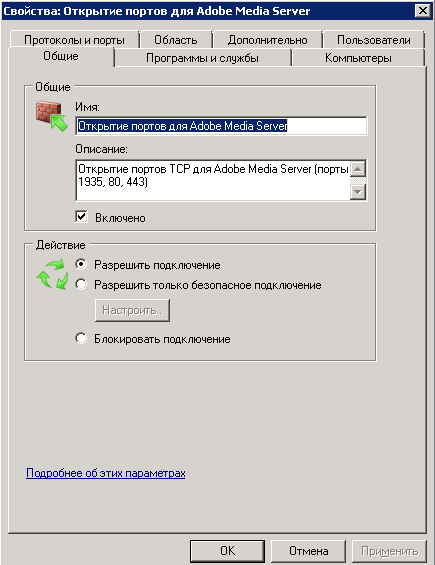 Свойства: Открытие портов для Adobe Media Server
Протоколы и порты
Область
Дополнительно
Пользователи
Общие
Программы и службы
Компьютеры
Общие
Имя:
Открытие портов для Adobe Media Server
Описание:
Открытие портов TCP для Adobe Media Server (порты
1935, 80, 443)
Включено
Действие
Разрешить подключение
Разрешить только безопасное подключение
Настроить..
Блокировать подключение
Подробнее об этих параметрах
OK
Отмена
Применить